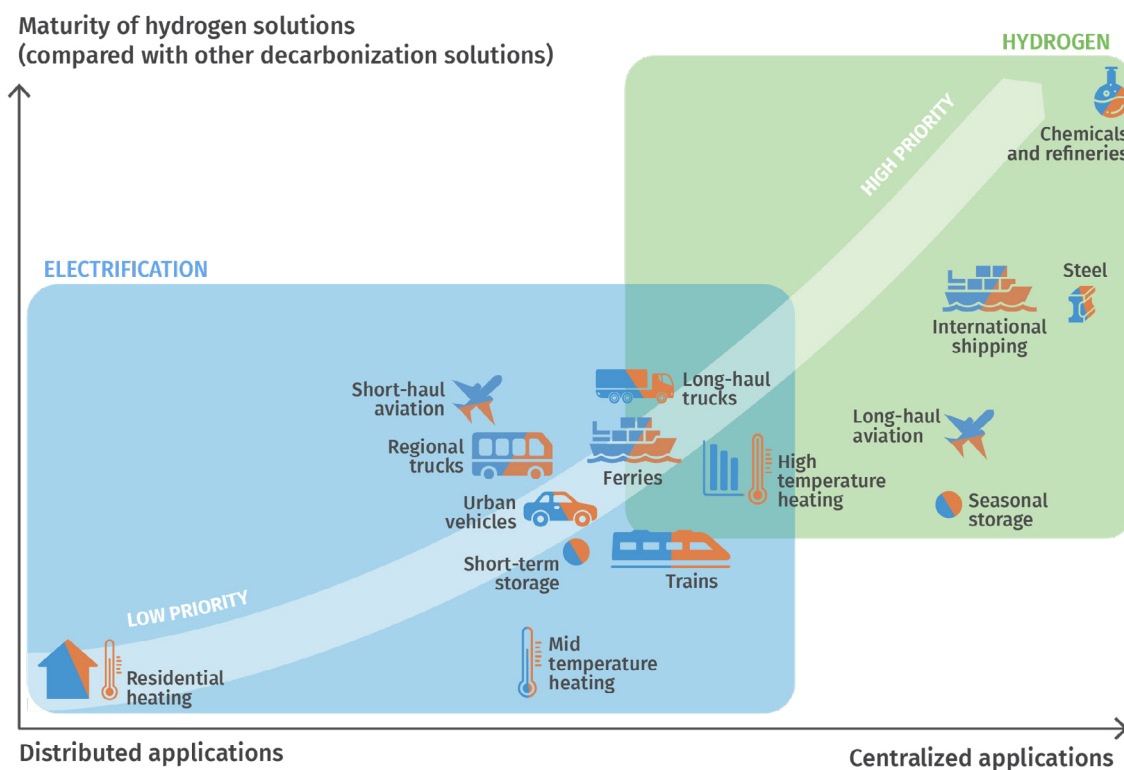 Maturity of hydrogen solutions
(compared with other decarbonization solutions)
HYDROGEN
Chemicals
and refineries
HIGH PRIORITY
ELECTRIFICATION
Steel
International
shipping
Short-haul
aviation
Long-haul
trucks
Long-haul
aviation
Regional
trucks
Ferries
High
temperature
heating
Urban
vehicles
Seasonal
storage
Short-term
storage
Trains
LOW PRIORITY
Mid
temperature
heating
Residential
heating
Distributed applications
Centralized applications